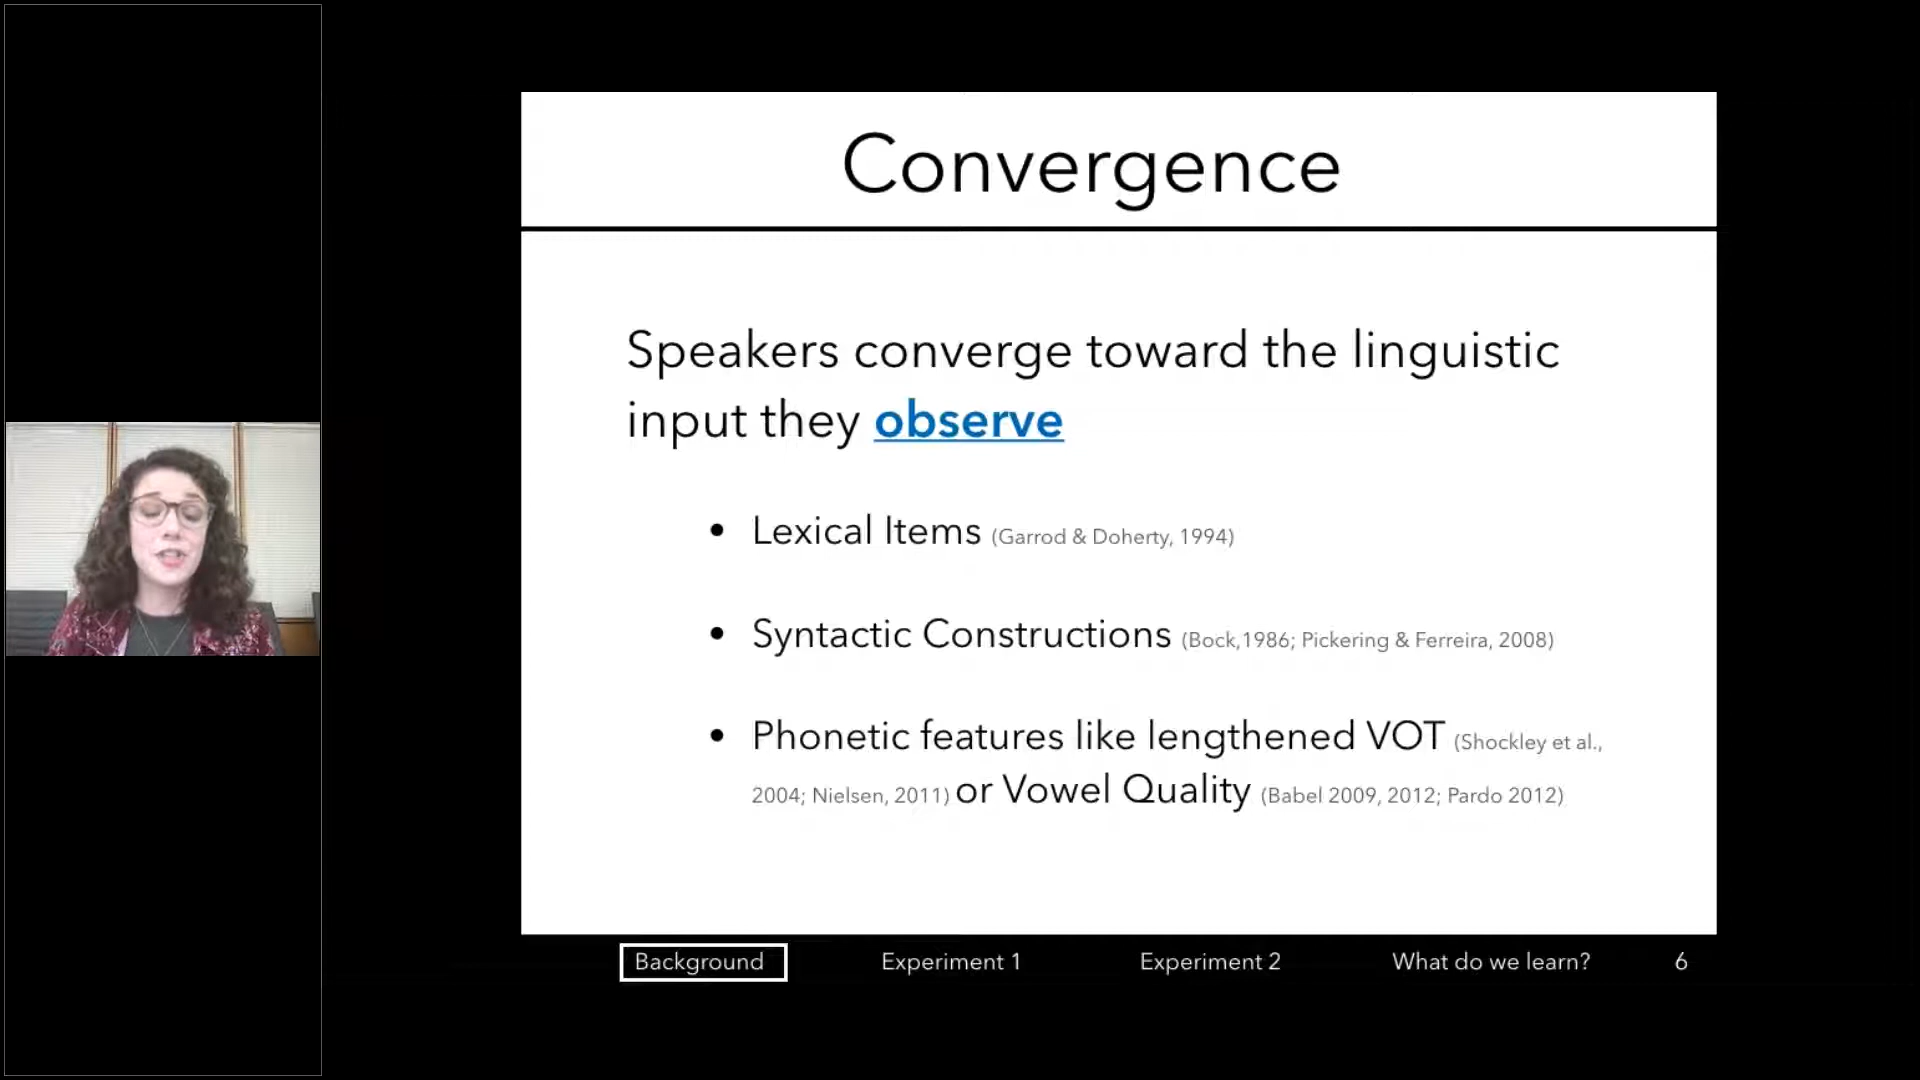 Convergence
Speakers converge toward the linguistic
input they observe
• Lexical Items (Garrod & Doherty, 1994)
• Syntactic Constructions (Bock,1986; Pickering & Ferreira, 2008)
• Phonetic features like lengthened VOT (Shockley et al.,
2004; Nielsen, 2011) or Vowel Quality (Babel 2009, 2012; Pardo 2012)
Background Experiment 1 Experiment 2 What do we learn? 6